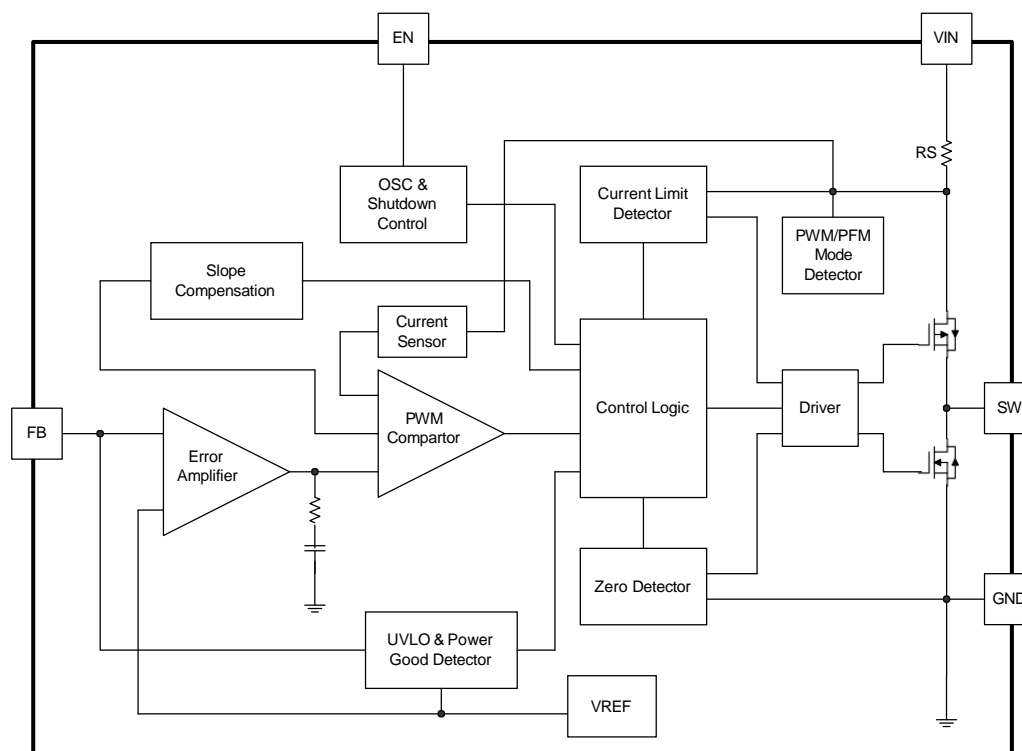 EN
VIN
RS
OSC &
Shutdown
Control
Current Limit
Detector
PWM/PFM
Mode
Detector
Slope
Compensation
Current
Sensor
FB
Error
Amplifier
PWM
Compartor
Control Logic
Driver
SW
Zero Detector
GND
UVLO & Power
Good Detector
VREF